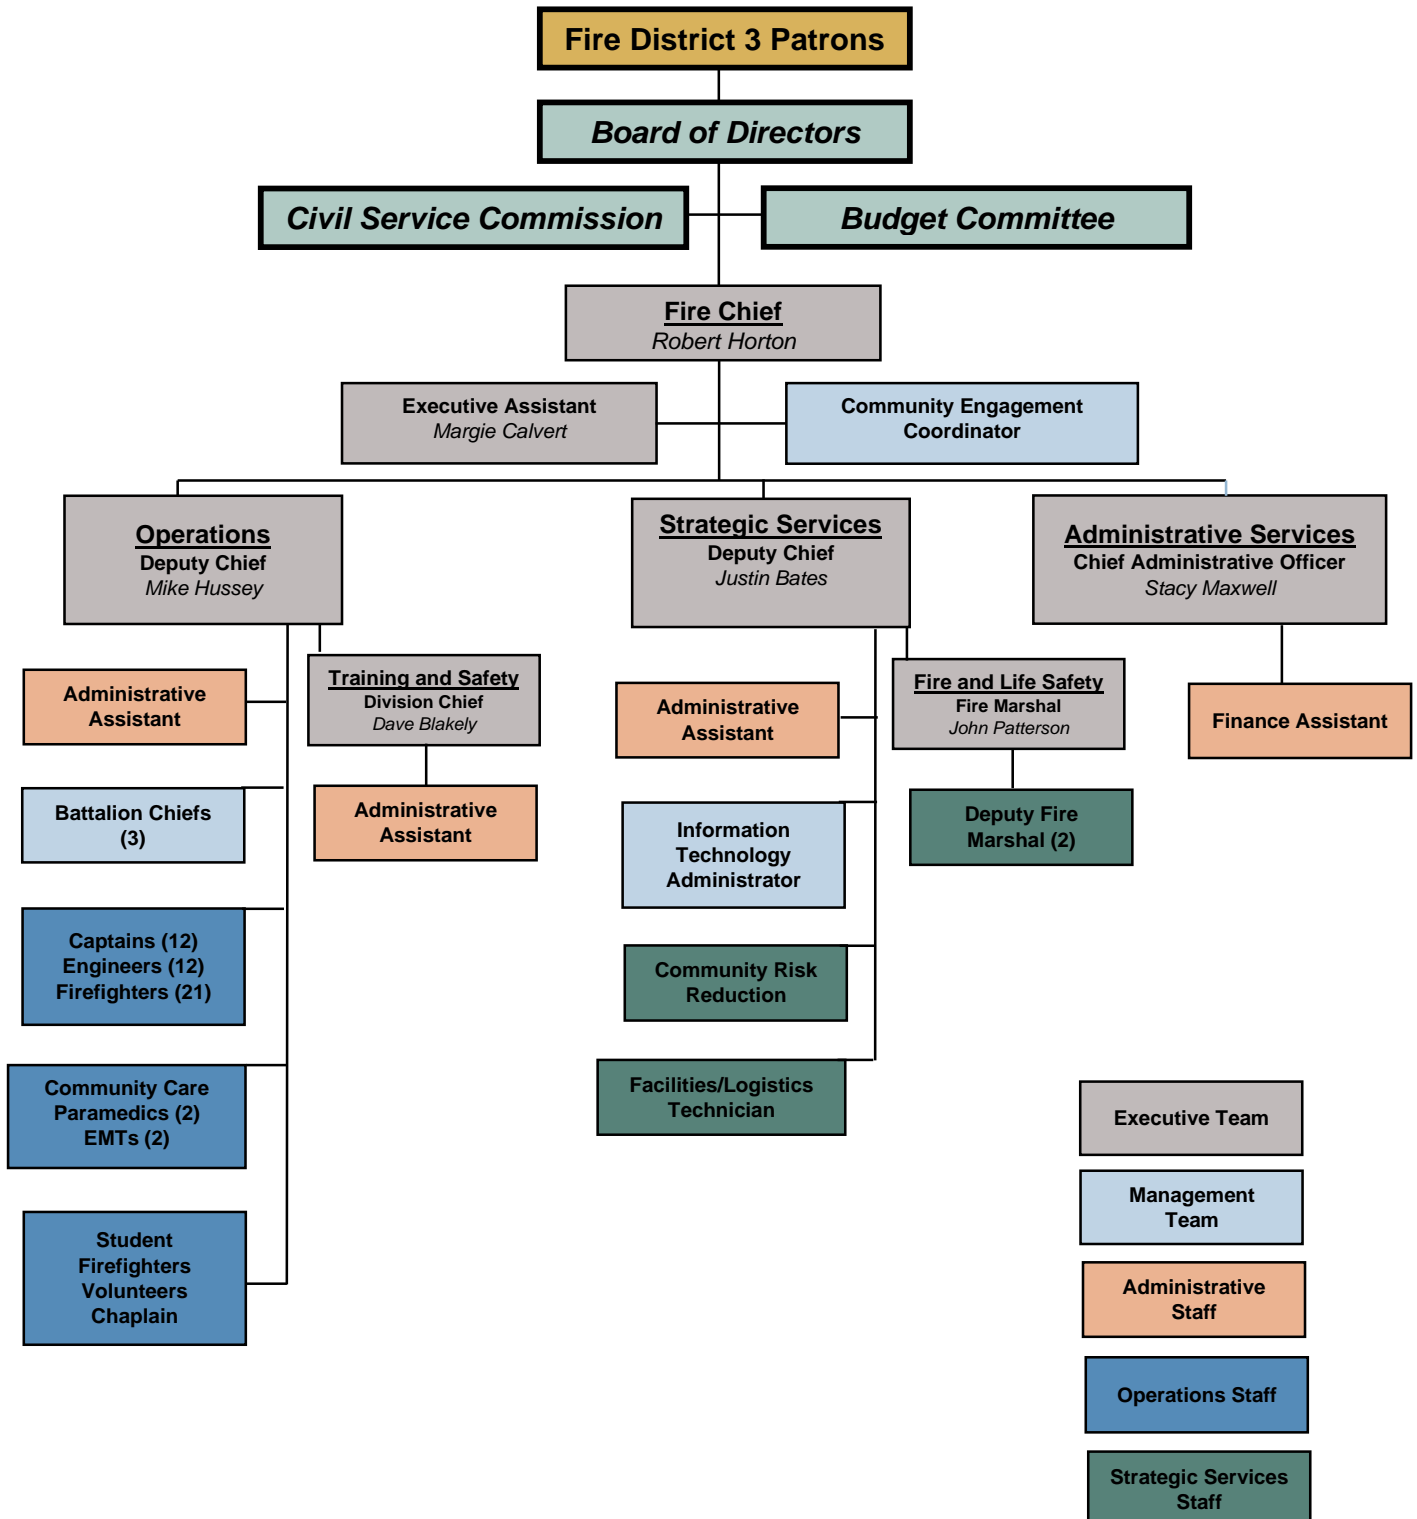 Fire District 3 Patrons
Board of Directors
Civil Service Commission
Budget Committee
Fire Chief
Robert Horton
Executive Assistant
Margie Calvert
Community Engagement
Coordinator
Operations
Deputy Chief
Mike Hussey
Strategic Services
Deputy Chief
Justin Bates
Administrative Services
Chief Administrative Officer
Stacy Maxwell
Administrative
Assistant
Training and Safety
Division Chief
Dave Blakely
Administrative
Assistant
Fire and Life Safety
Fire Marshal
John Patterson
Finance Assistant
Battalion Chiefs
(3)
Administrative
Assistant
Information
Technology
Administrator
Deputy Fire
Marshal (2)
Captains (12)
Engineers (12)
Firefighters (21)
Community Risk
Reduction
Community Care
Paramedics (2)
EMTs (2)
Facilities/Logistics
Technician
Student
Firefighters
Volunteers
Chaplain
Executive Team
Management
Team
Administrative
Staff
Operations Staff
Strategic Services
Staff